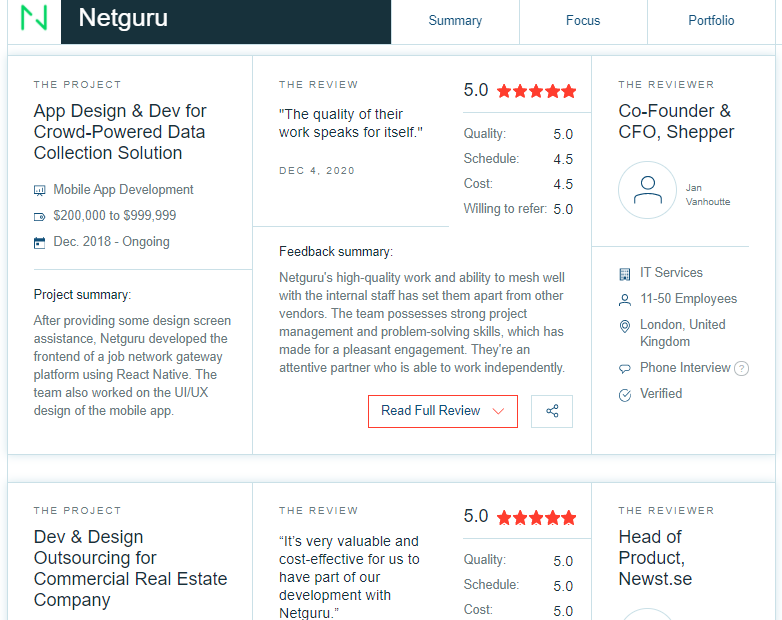 Netguru
Summary
Focus
Portfolio
THE PROJECT
App Design & Dev for
Crowd-Powered Data
Collection Solution
Mobile App Development
$200,000 to $999,999
Dec. 2018 - Ongoing
Project summary:
After providing some design screen
assistance, Netguru developed the
frontend of a job network gateway
platform using React Native. The
team also worked on the UI/UX
design of the mobile app.
THE REVIEW
"The quality of their
work speaks for itself."
DEC 4, 2020
5.0
Quality: 5.0
Schedule: 4.5
Cost: 4.5
Willing to refer: 5.0
Feedback summary:
Netguru's high-quality work and ability to mesh well
with the internal staff has set them apart from other
vendors. The team possesses strong project
management and problem-solving skills, which has
made for a pleasant engagement. They're an
attentive partner who is able to work independently.
Read Full Review
THE REVIEWER
Co-Founder &
CFO, Shepper
Jan
Vanhoutte
IT Services
11-50 Employees
London, United
Kingdom
Phone Interview ?
Verified
THE PROJECT
Dev & Design
Outsourcing for
Commercial Real Estate
Company
THE REVIEW
“It’s very valuable and
cost-effective for us to
have part of our
development with
Netguru.”
5.0
Quality: 5.0
Schedule: 5.0
Cost: 5.0
THE REVIEWER
Head of
Product,
Newst.se